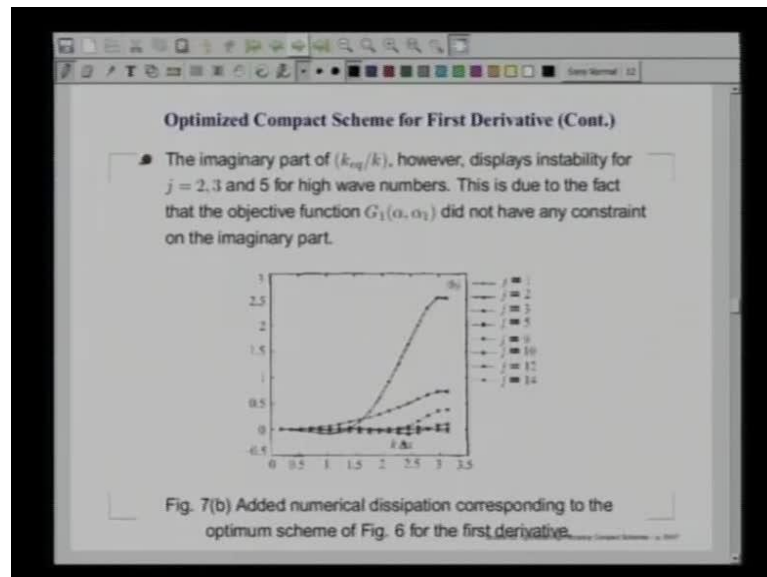 Optimized Compact Scheme for First Derivative (Cont.)
The imaginary part of (k_eq/k), however, displays instability for
j = 2, 3 and 5 for high wave numbers. This is due to the fact
that the objective function G₁(α, α₁) did not have any constraint
on the imaginary part.
3
2.5
2
1.5
1
0.5
0
-0.5
0 0.5 1 1.5 2 2.5 3 3.5
(b)
k Δx
j = 1
j = 2
j = 3
j = 5
j = 9
j = 10
j = 12
j = 14
Fig. 7(b) Added numerical dissipation corresponding to the
optimum scheme of Fig. 6 for the first derivative.